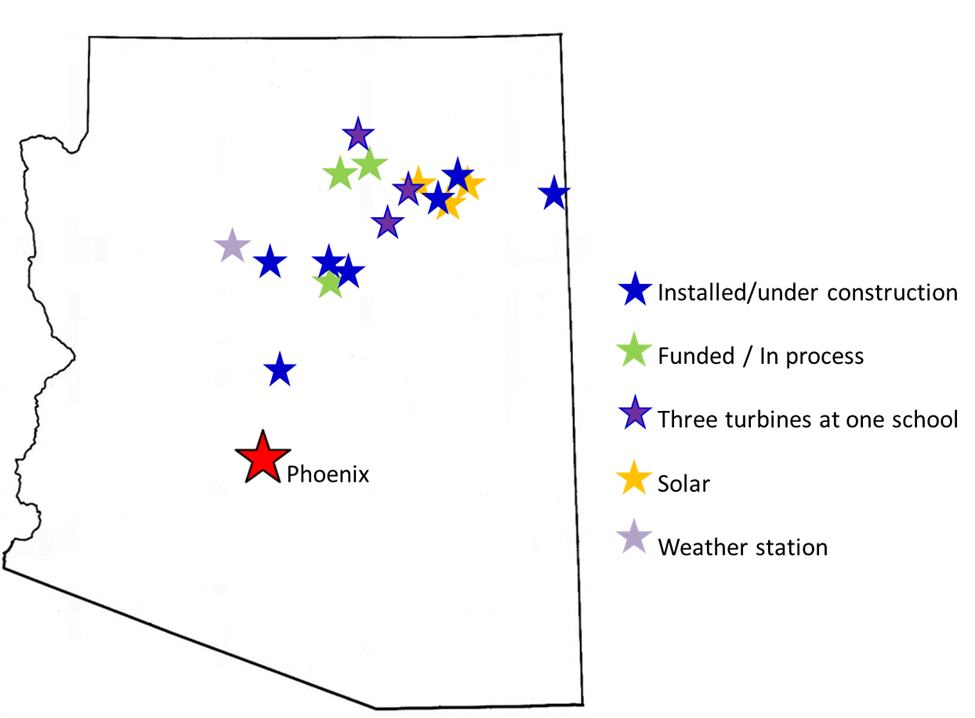 Installed/under construction
Funded / In process
Three turbines at one school
Phoenix
Solar
Weather station